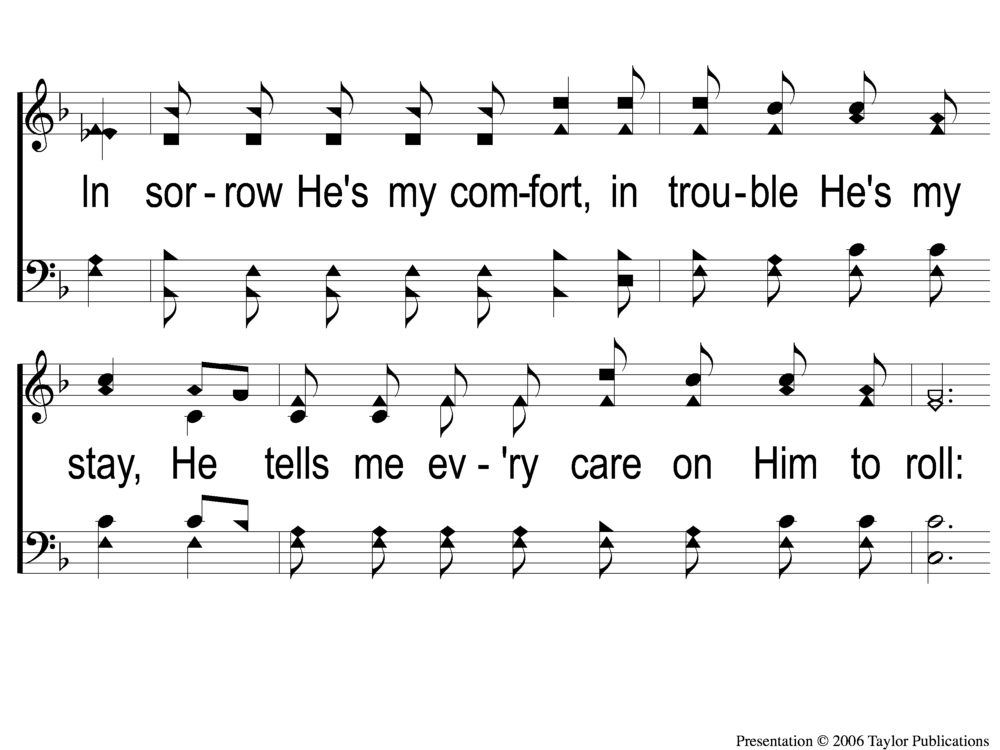 In sor - row He's my com-fort, in trou - ble He's my
stay, He tells me ev - 'ry care on Him to roll:
Presentation © 2006 Taylor Publications